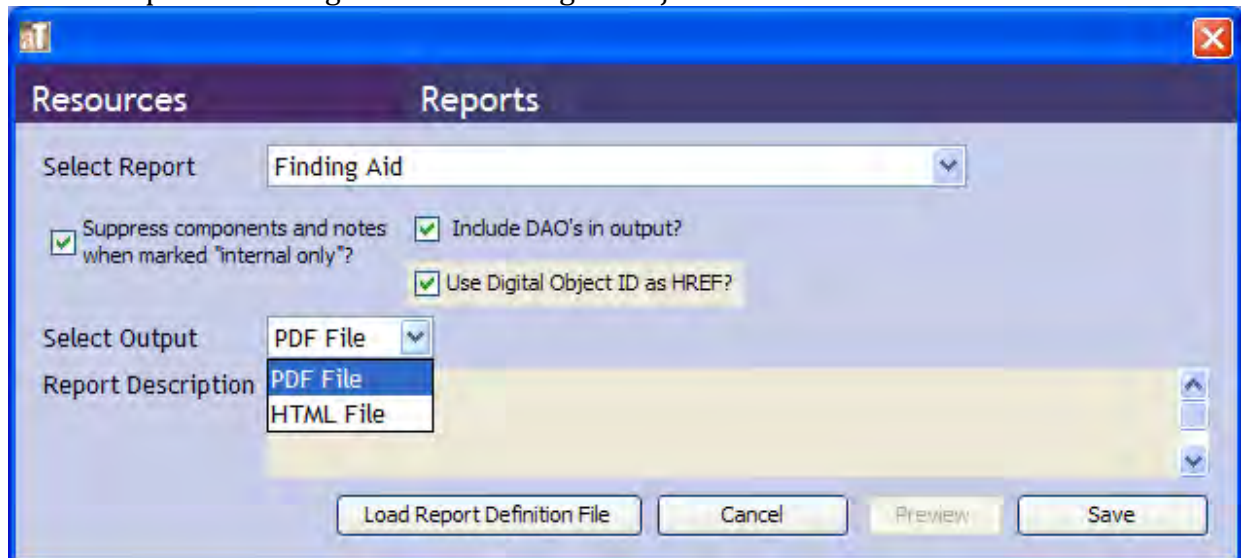 aT
Resources Reports
Select Report Finding Aid
Suppress components and notes
when marked "internal only"?
Include DAO's in output?
Use Digital Object ID as HREF?
Select Output PDF File
PDF File
HTML File
Report Description
Load Report Definition File Cancel Preview Save